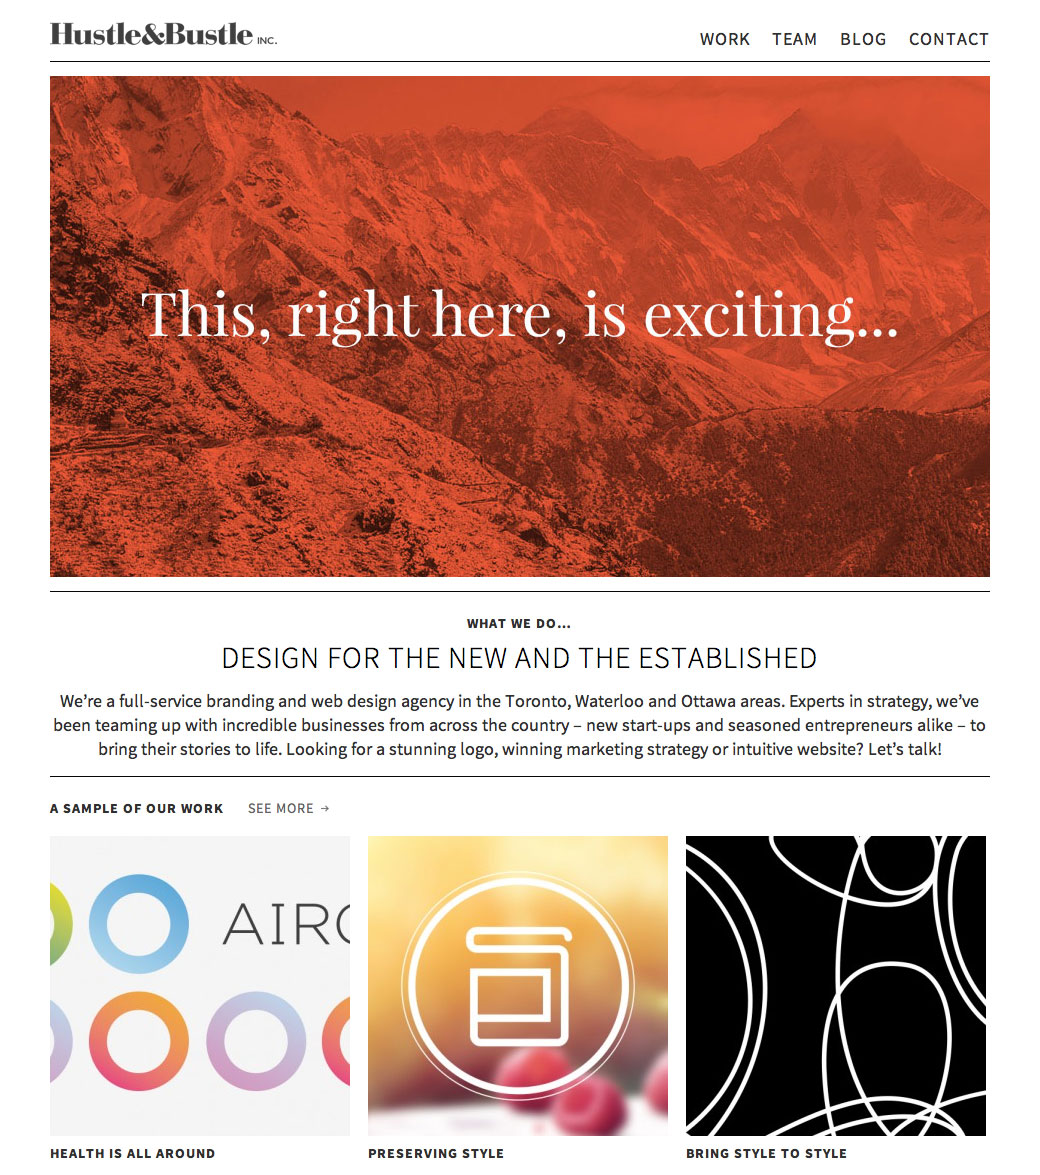 Hustle&Bustle INC.
WORK TEAM BLOG CONTACT
This, right here, is exciting...
WHAT WE DO...
DESIGN FOR THE NEW AND THE ESTABLISHED
We’re a full-service branding and web design agency in the Toronto, Waterloo and Ottawa areas. Experts in strategy, we’ve
been teaming up with incredible businesses from across the country – new start-ups and seasoned entrepreneurs alike – to
bring their stories to life. Looking for a stunning logo, winning marketing strategy or intuitive website? Let’s talk!
A SAMPLE OF OUR WORK SEE MORE →
HEALTH IS ALL AROUND
PRESERVING STYLE
BRING STYLE TO STYLE